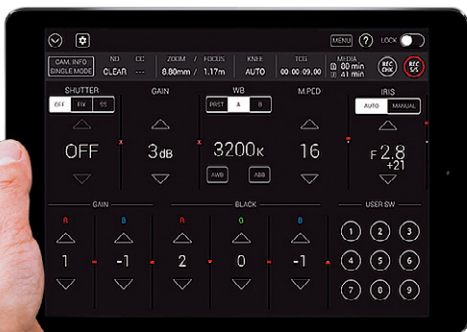 MENU ? LOCK
CAM. INFO
SINGLE MODE
ND CC ZOOM / FOCUS KNEE TCG MEDIA
CLEAR --- 8.80mm / 1.17m AUTO 00:00:09.00
80 min
41 min
REC CHK
REC S/S
SHUTTER GAIN WB M.PED IRIS
OFF FIX SS PRST A B AUTO MANUAL
OFF 3dB 3200K 16 F 2.8
+21
AWB ABB
GAIN BLACK USER SW
R B R G B
1 2 3
1 -1 2 0 -1 4 5 6
7 8 9